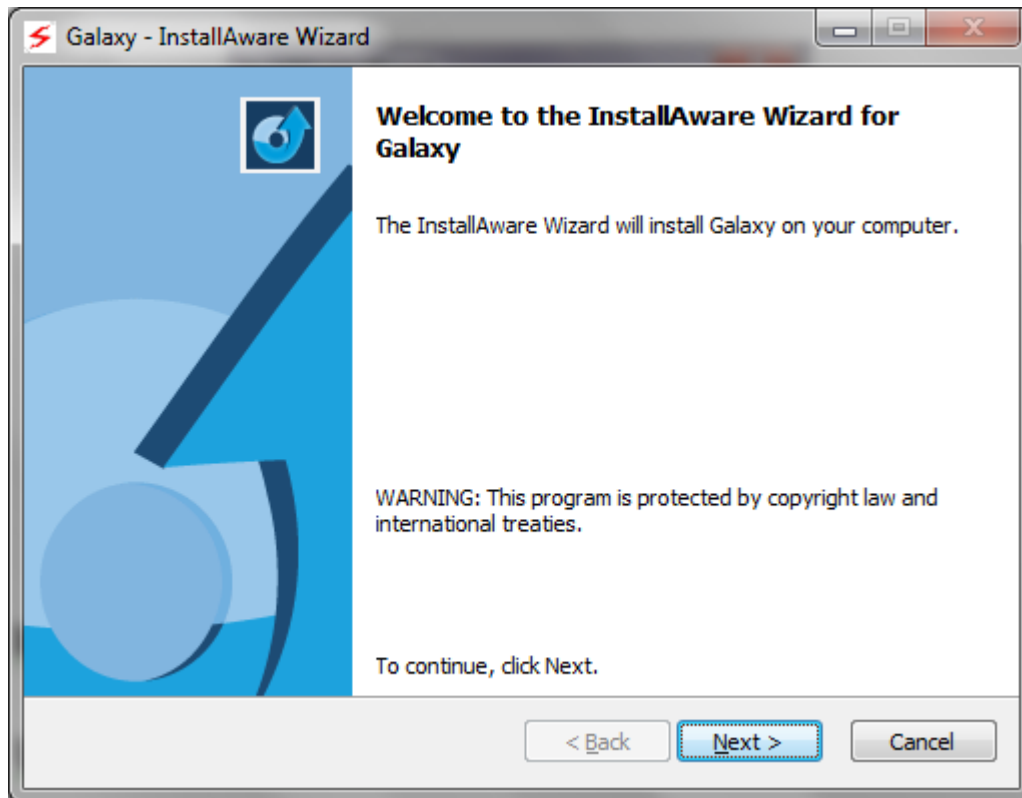 Galaxy - InstallAware Wizard
Welcome to the InstallAware Wizard for
Galaxy
The InstallAware Wizard will install Galaxy on your computer.
WARNING: This program is protected by copyright law and
international treaties.
To continue, click Next.
< Back
Next >
Cancel